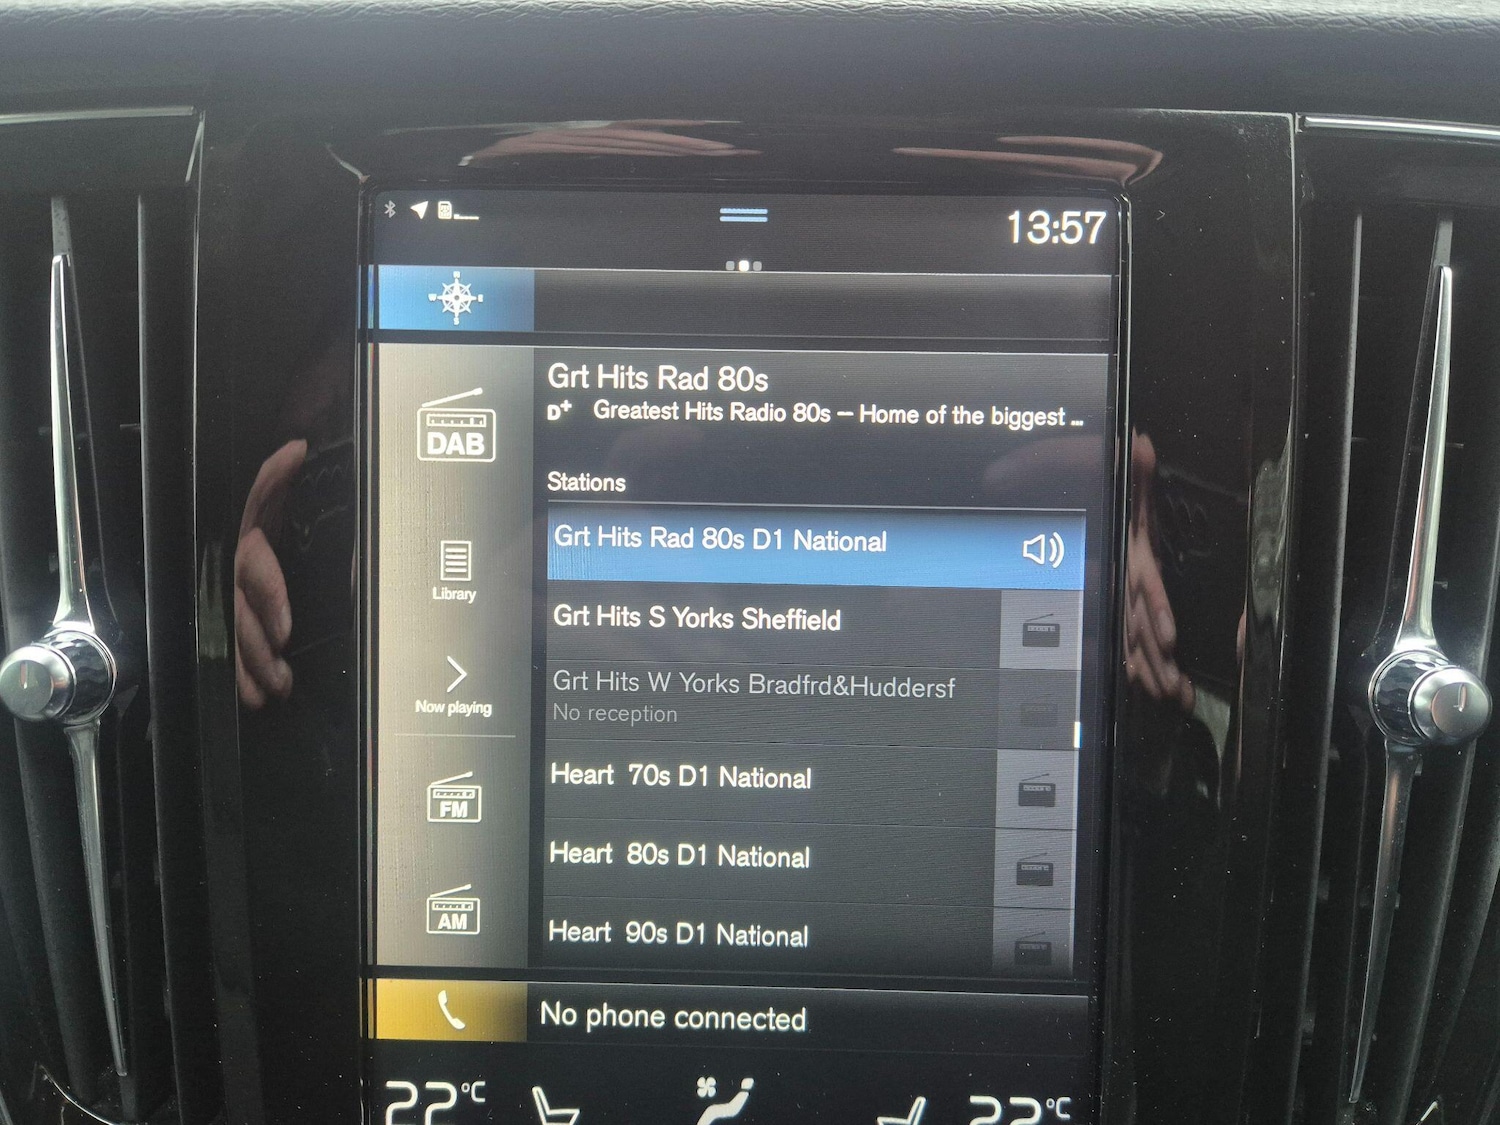 13:57
N
W E
S
Grt Hits Rad 80s
D+ Greatest Hits Radio 80s – Home of the biggest ...
DAB
Stations
Grt Hits Rad 80s D1 National
Library
Grt Hits S Yorks Sheffield
Grt Hits W Yorks Bradfrd&Huddersf
No reception
Now playing
Heart 70s D1 National
FM
Heart 80s D1 National
AM
Heart 90s D1 National
No phone connected
22°C 22°C